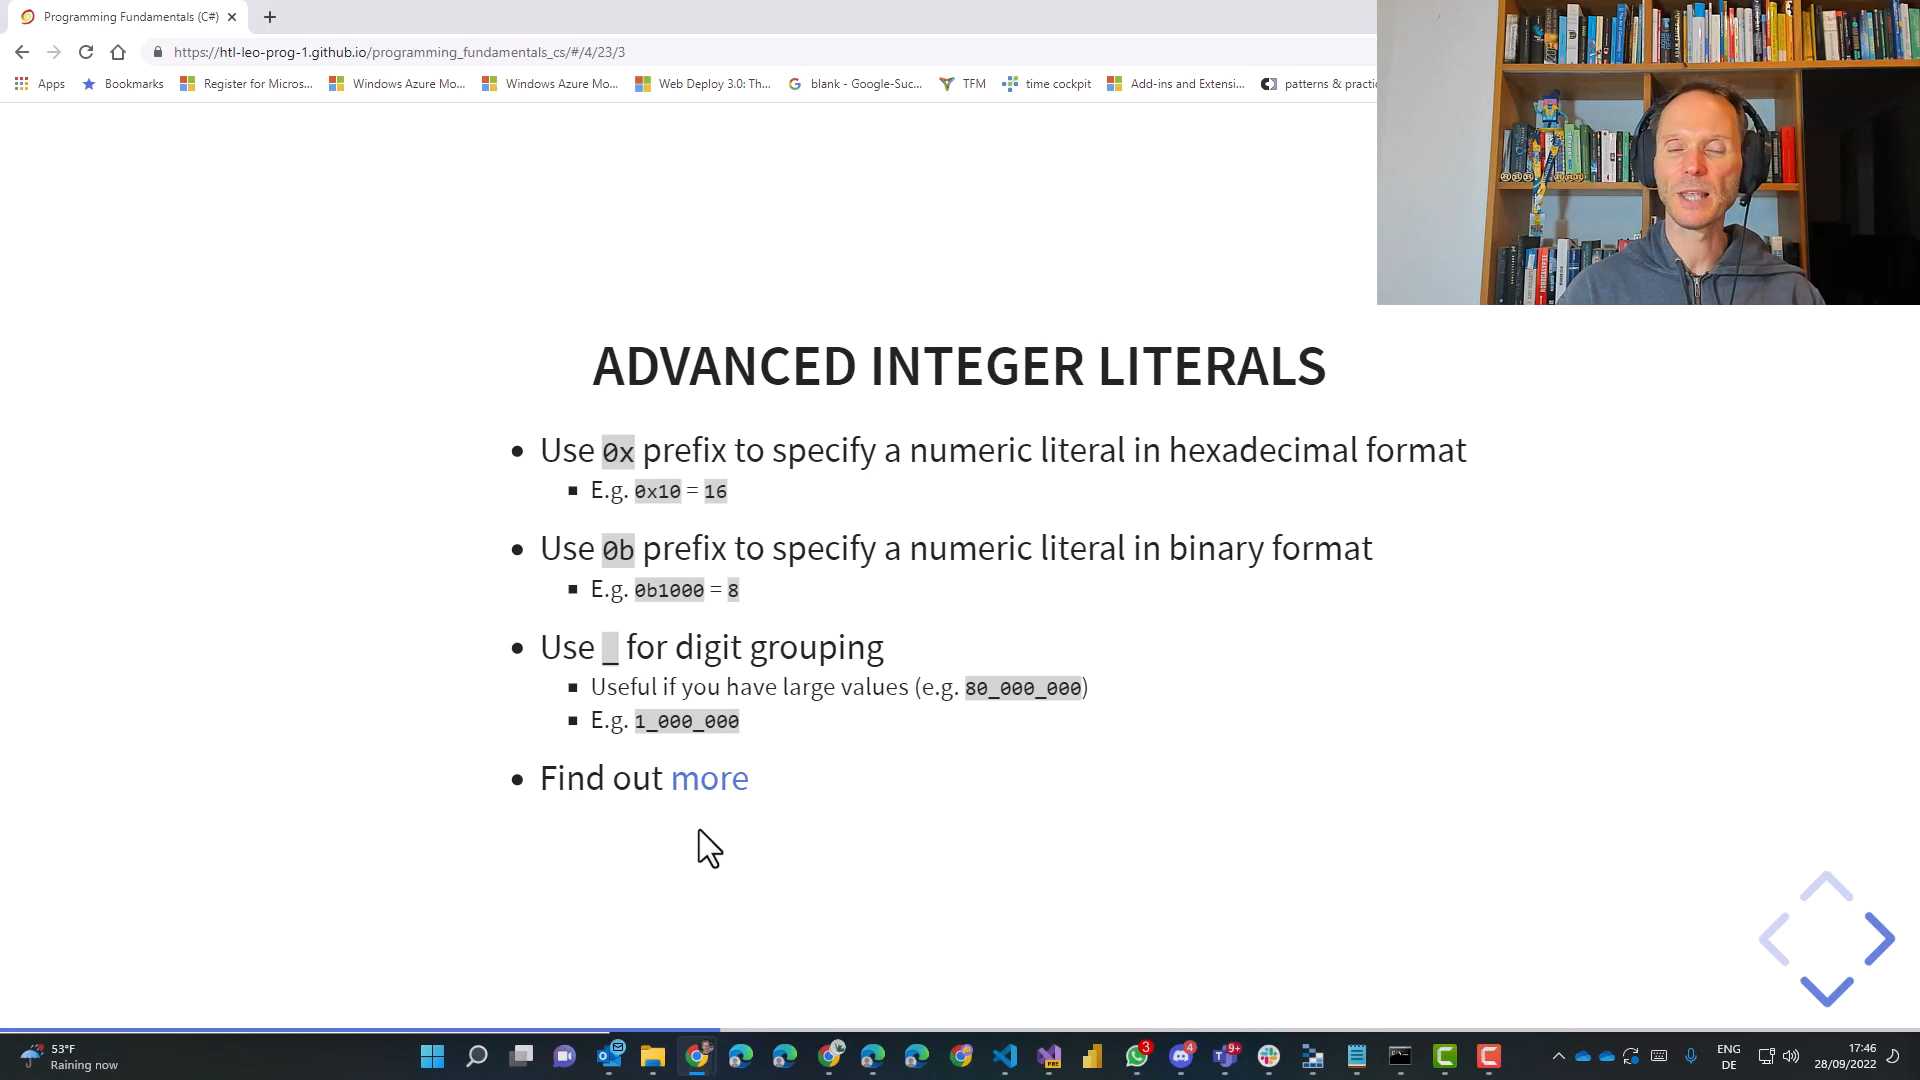 Programming Fundamentals (C#)
https://htl-leo-prog-1.github.io/programming_fundamentals_cs/#/4/23/3
Apps
Bookmarks
Register for Micros...
Windows Azure Mo...
Windows Azure Mo...
Web Deploy 3.0: Th...
blank - Google-Suc...
TFM
time cockpit
Add-ins and Extensi...
patterns & practic
ADVANCED INTEGER LITERALS
• Use 0x prefix to specify a numeric literal in hexadecimal format
▪ E.g. 0x10 = 16
• Use 0b prefix to specify a numeric literal in binary format
▪ E.g. 0b1000 = 8
• Use _ for digit grouping
▪ Useful if you have large values (e.g. 80_000_000)
▪ E.g. 1_000_000
• Find out more
53°F
Raining now
3
4
9+
ENG
DE
17:46
28/09/2022